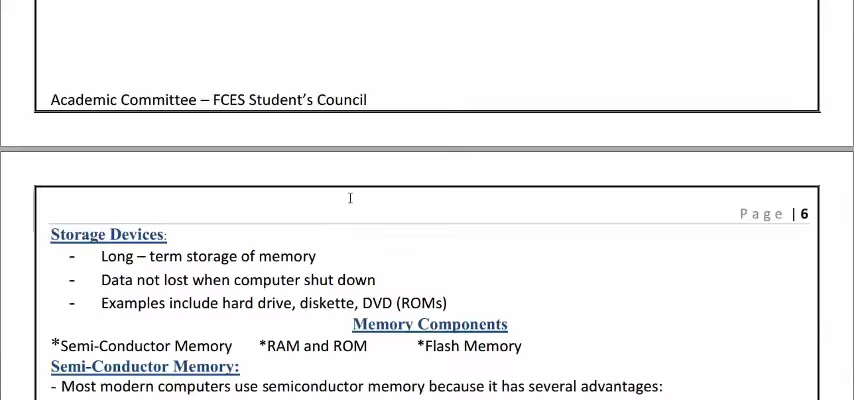 Academic Committee – FCES Student's Council
Page | 6
Storage Devices:
- Long – term storage of memory
- Data not lost when computer shut down
- Examples include hard drive, diskette, DVD (ROMs)
Memory Components
*Semi-Conductor Memory *RAM and ROM *Flash Memory
Semi-Conductor Memory:
- Most modern computers use semiconductor memory because it has several advantages: